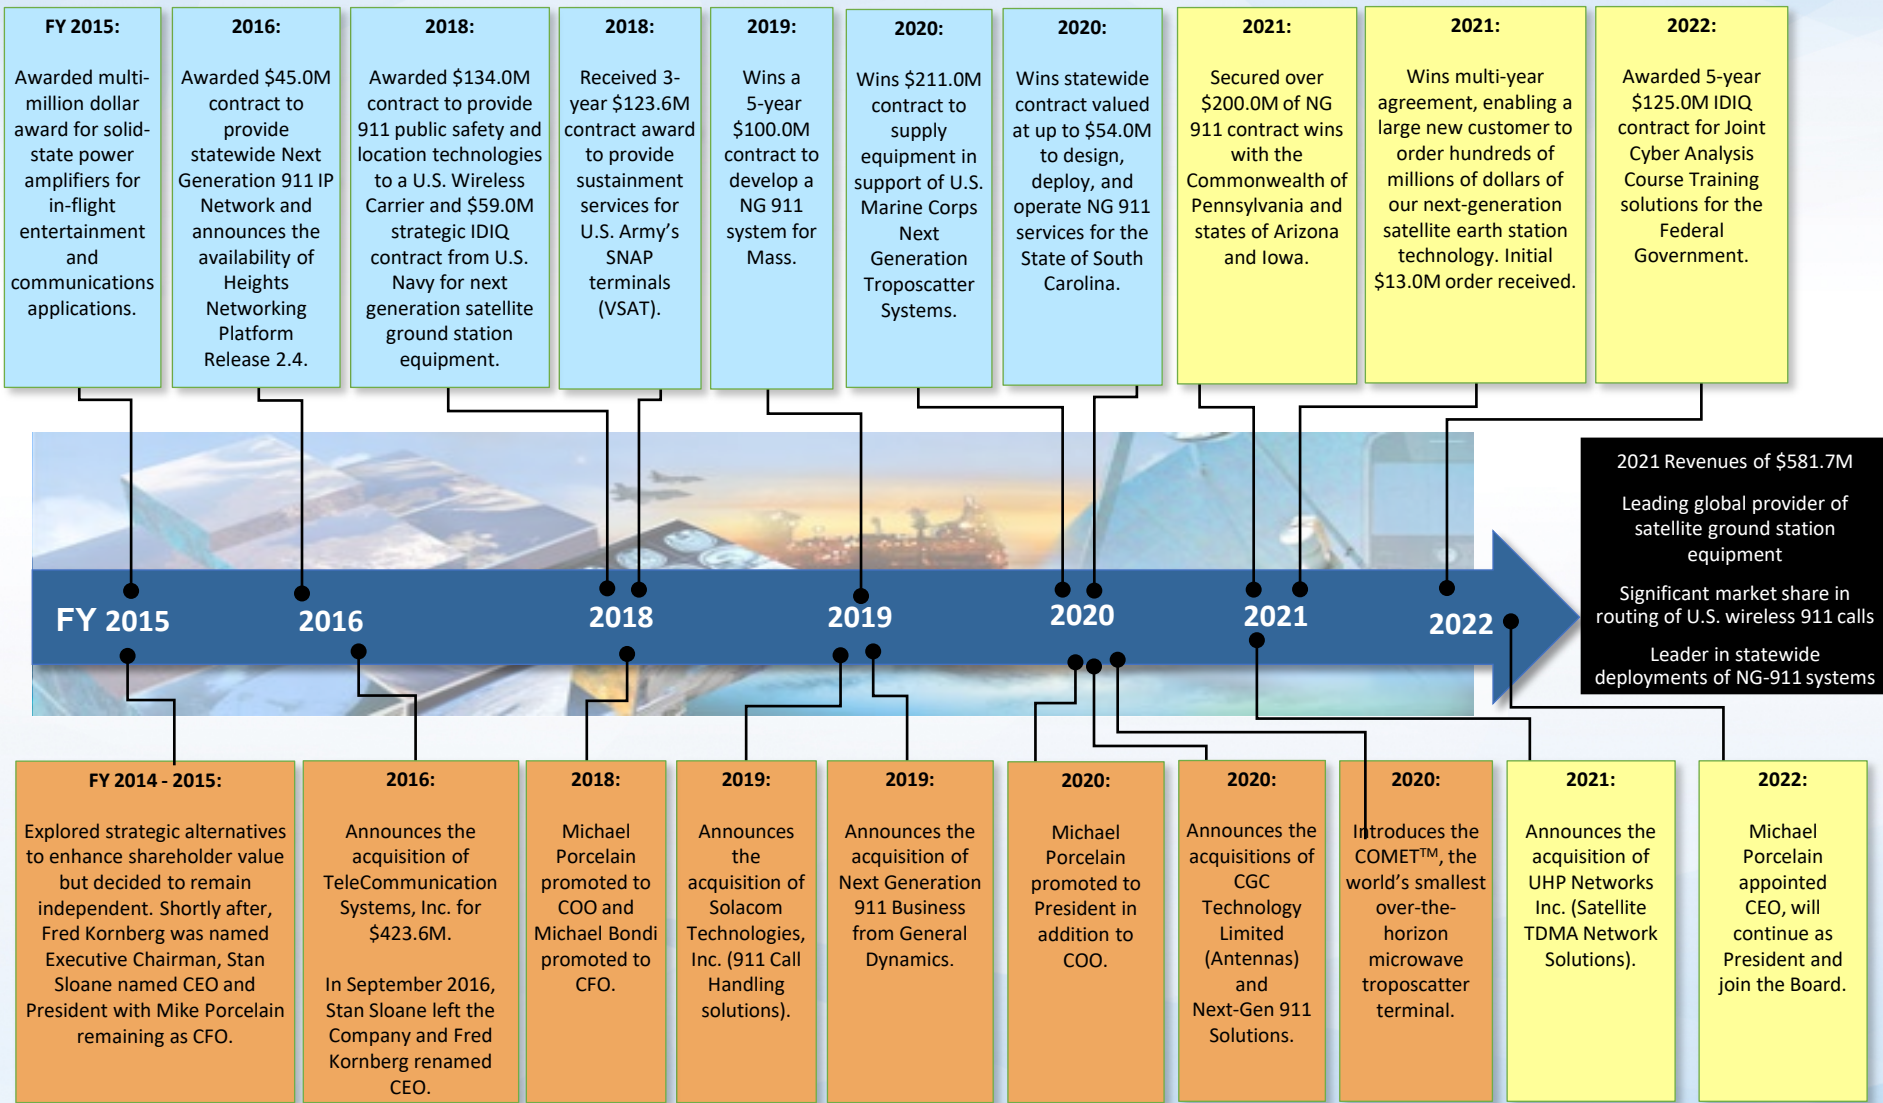 FY 2015:
Awarded multi-
million dollar
award for solid-
state power
amplifiers for
in-flight
entertainment
and
communications
applications.
2016:
Awarded $45.0M
contract to
provide
statewide Next
Generation 911 IP
Network and
announces the
availability of
Heights
Networking
Platform
Release 2.4.
2018:
Awarded $134.0M
contract to provide
911 public safety and
location technologies
to a U.S. Wireless
Carrier and $59.0M
strategic IDIQ
contract from U.S.
Navy for next
generation satellite
ground station
equipment.
2018:
Received 3-
year $123.6M
contract award
to provide
sustainment
services for
U.S. Army’s
SNAP
terminals
(VSAT).
2019:
Wins a
5-year
$100.0M
contract to
develop a
NG 911
system for
Mass.
2020:
Wins $211.0M
contract to
supply
equipment in
support of U.S.
Marine Corps
Next
Generation
Troposcatter
Systems.
2020:
Wins statewide
contract valued
at up to $54.0M
to design,
deploy, and
operate NG 911
services for the
State of South
Carolina.
2021:
Secured over
$200.0M of NG
911 contract wins
with the
Commonwealth of
Pennsylvania and
states of Arizona
and Iowa.
2021:
Wins multi-year
agreement, enabling a
large new customer to
order hundreds of
millions of dollars of
our next-generation
satellite earth station
technology. Initial
$13.0M order received.
2022:
Awarded 5-year
$125.0M IDIQ
contract for Joint
Cyber Analysis
Course Training
solutions for the
Federal
Government.
FY 2015
2016
2018
2019
2020
2021
2022
2021 Revenues of $581.7M
Leading global provider of
satellite ground station
equipment
Significant market share in
routing of U.S. wireless 911 calls
Leader in statewide
deployments of NG-911 systems
FY 2014 - 2015:
Explored strategic alternatives
to enhance shareholder value
but decided to remain
independent. Shortly after,
Fred Kornberg was named
Executive Chairman, Stan
Sloane named CEO and
President with Mike Porcelain
remaining as CFO.
2016:
Announces the
acquisition of
TeleCommunication
Systems, Inc. for
$423.6M.
In September 2016,
Stan Sloane left the
Company and Fred
Kornberg renamed
CEO.
2018:
Michael
Porcelain
promoted to
COO and
Michael Bondi
promoted to
CFO.
2019:
Announces
the
acquisition of
Solacom
Technologies,
Inc. (911 Call
Handling
solutions).
2019:
Announces the
acquisition of
Next Generation
911 Business
from General
Dynamics.
2020:
Michael
Porcelain
promoted to
President in
addition to
COO.
2020:
Announces the
acquisitions of
CGC
Technology
Limited
(Antennas)
and
Next-Gen 911
Solutions.
2020:
Introduces the
COMET™, the
world’s smallest
over-the-
horizon
microwave
troposcatter
terminal.
2021:
Announces the
acquisition of
UHP Networks
Inc. (Satellite
TDMA Network
Solutions).
2022:
Michael
Porcelain
appointed
CEO, will
continue as
President and
join the Board.